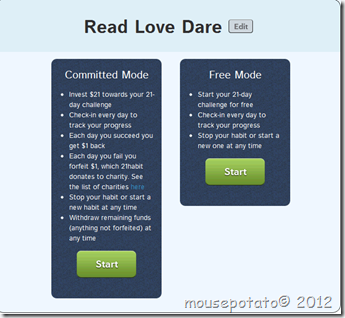 Read Love Dare Edit
Committed Mode
Invest $21 towards your 21-
day challenge
Check-in every day to
track your progress
Each day you succeed you
get $1 back
Each day you fail you
forfeit $1, which 21habit
donates to charity. See
the list of charities here
Stop your habit or start a
new habit at any time
Withdraw remaining funds
(anything not forfeited) at
any time
Start
Free Mode
Start your 21-day
challenge for free
Check-in every day to
track your progress
Stop your habit or start a
new one at any time
Start
mousepotato© 2012